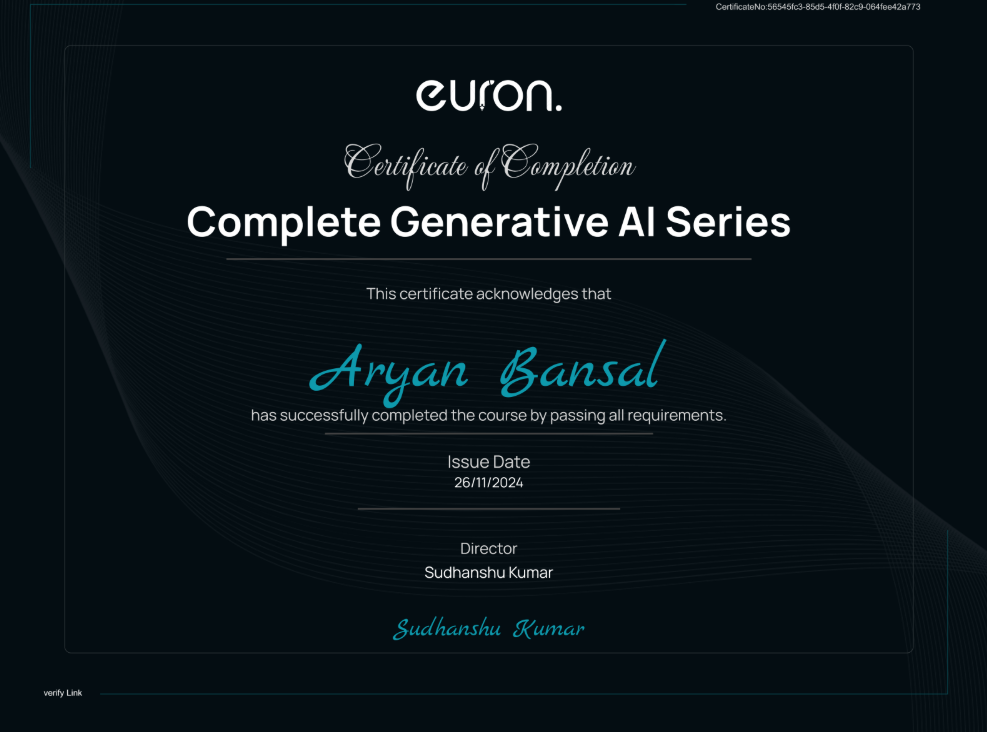 CertificateNo:56545fc3-85d5-4f0f-82c9-064fee42a773
euron.
Certificate of Completion
Complete Generative AI Series
This certificate acknowledges that
Aryan Bansal
has successfully completed the course by passing all requirements.
Issue Date
26/11/2024
Director
Sudhanshu Kumar
Sudhanshu Kumar
verify Link